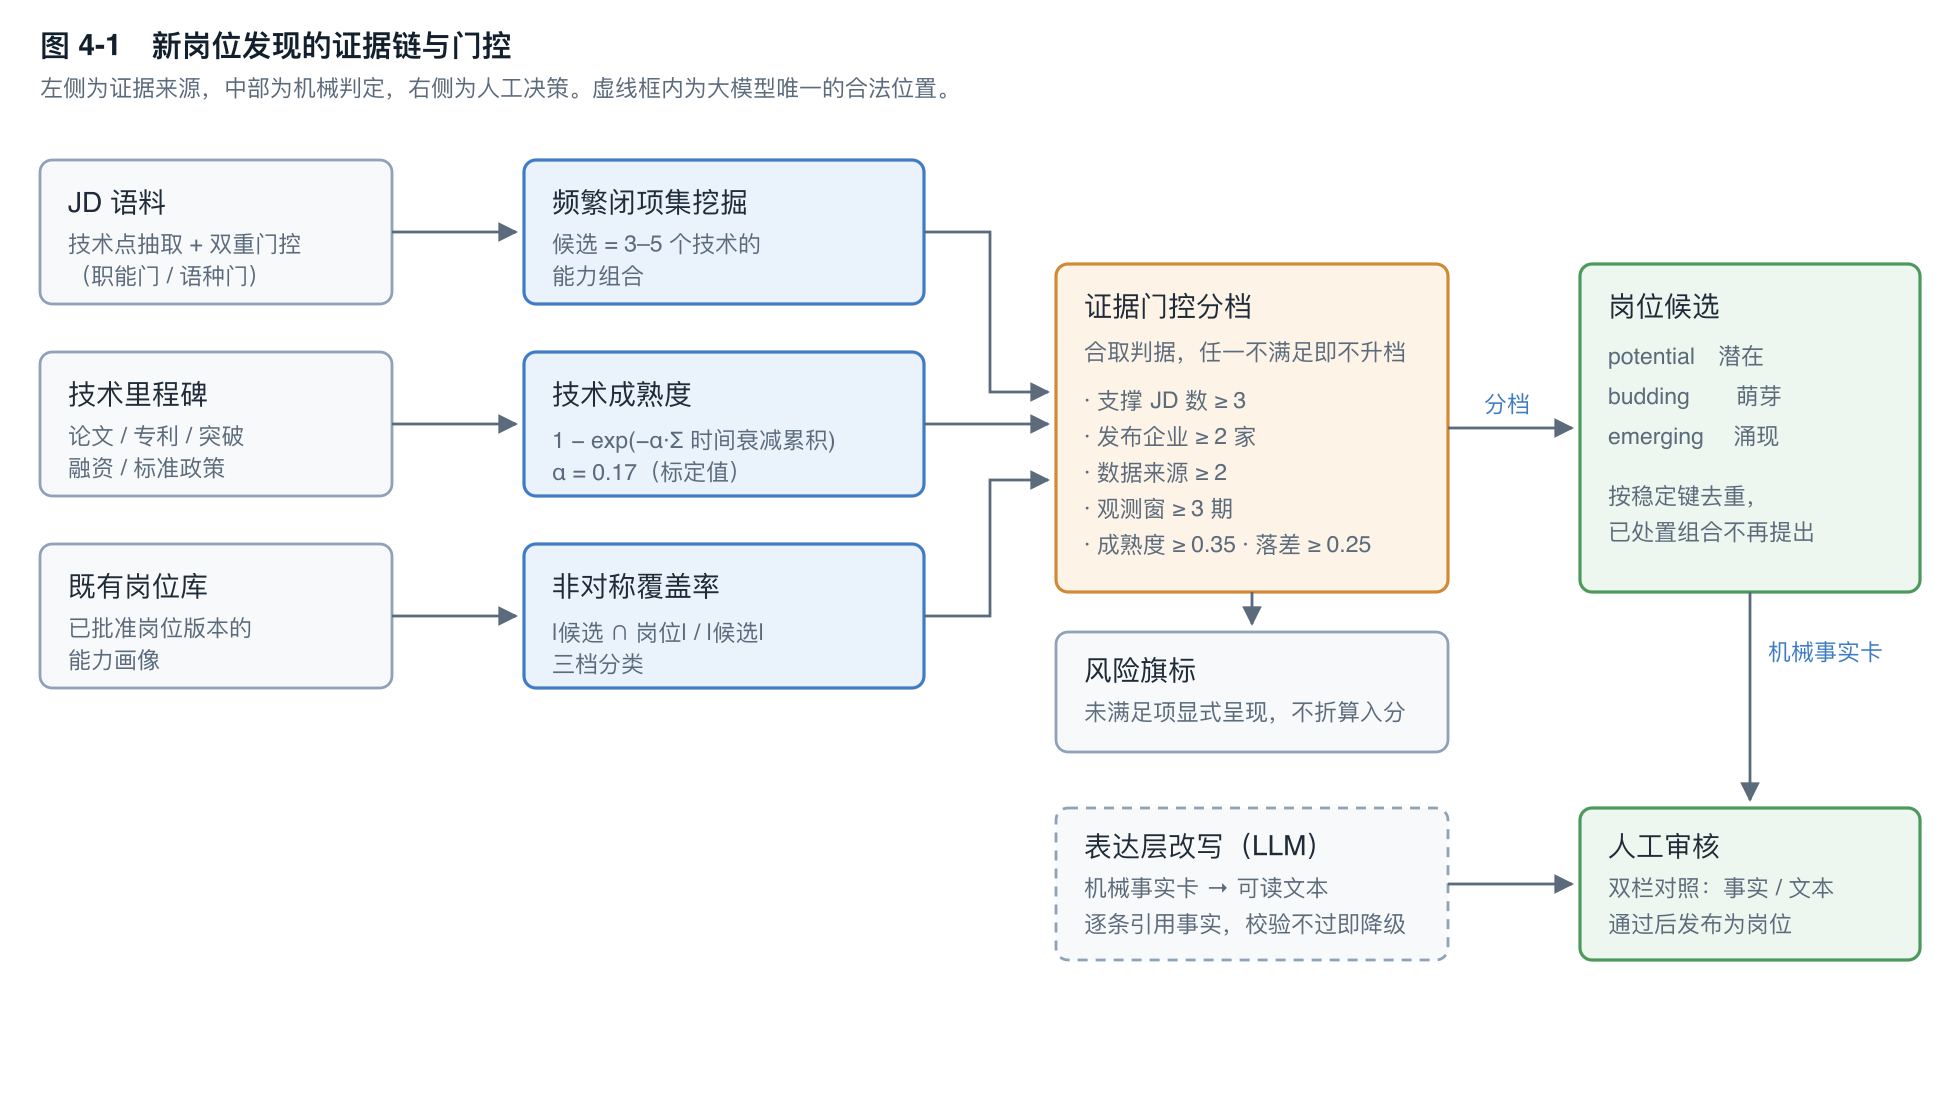 图 4-1 新岗位发现的证据链与门控
左侧为证据来源，中部为机械判定，右侧为人工决策。虚线框内为大模型唯一的合法位置。
JD 语料
技术点抽取 + 双重门控
（职能门 / 语种门）
频繁闭项集挖掘
候选 = 3–5 个技术的
能力组合
技术里程碑
论文 / 专利 / 突破
融资 / 标准政策
技术成熟度
1 − exp(−α·Σ 时间衰减累积)
α = 0.17（标定值）
既有岗位库
已批准岗位版本的
能力画像
非对称覆盖率
|候选 ∩ 岗位| / |候选|
三档分类
证据门控分档
合取判据，任一不满足即不升档
· 支撑 JD 数 ≥ 3
· 发布企业 ≥ 2 家
· 数据来源 ≥ 2
· 观测窗 ≥ 3 期
· 成熟度 ≥ 0.35 · 落差 ≥ 0.25
分档
岗位候选
potential 潜在
budding 萌芽
emerging 涌现
按稳定键去重，
已处置组合不再提出
风险旗标
未满足项显式呈现，不折算入分
机械事实卡
表达层改写（LLM）
机械事实卡 → 可读文本
逐条引用事实，校验不过即降级
人工审核
双栏对照：事实 / 文本
通过后发布为岗位